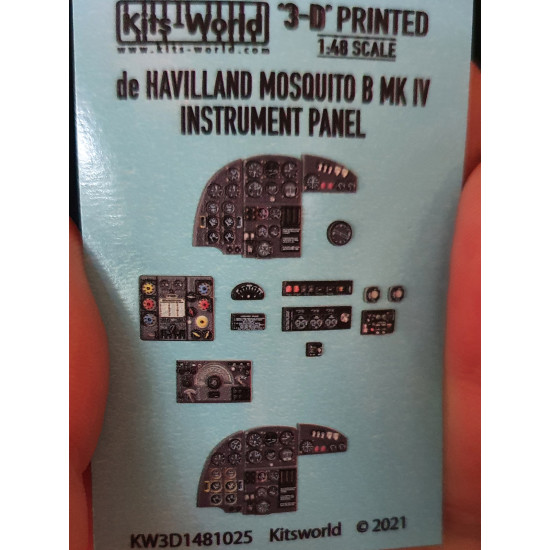 Kits-World
www.kits-world.com
"3-D" PRINTED
1:48 SCALE
de HAVILLAND MOSQUITO B MK IV
INSTRUMENT PANEL
KW3D1481025 Kitsworld © 2021